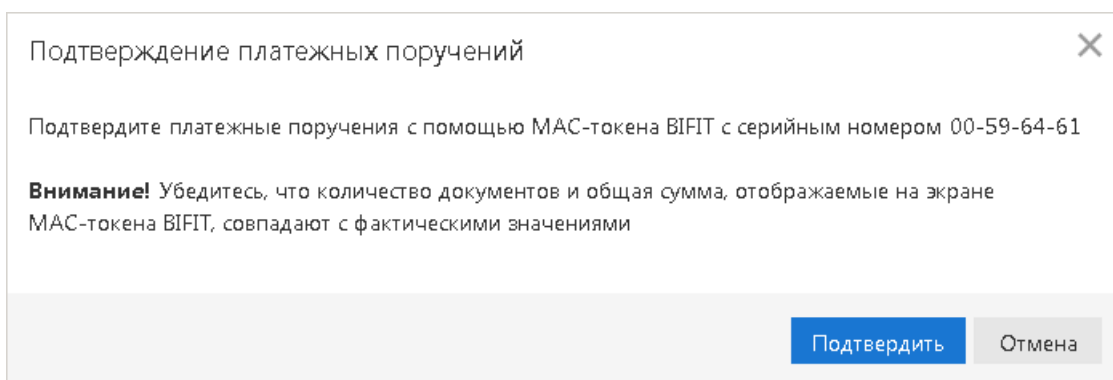 Подтверждение платежных поручений
Подтвердите платежные поручения с помощью МАС-токена BIFIT с серийным номером 00-59-64-61
Внимание! Убедитесь, что количество документов и общая сумма, отображаемые на экране
МАС-токена BIFIT, совпадают с фактическими значениями
Подтвердить Отмена